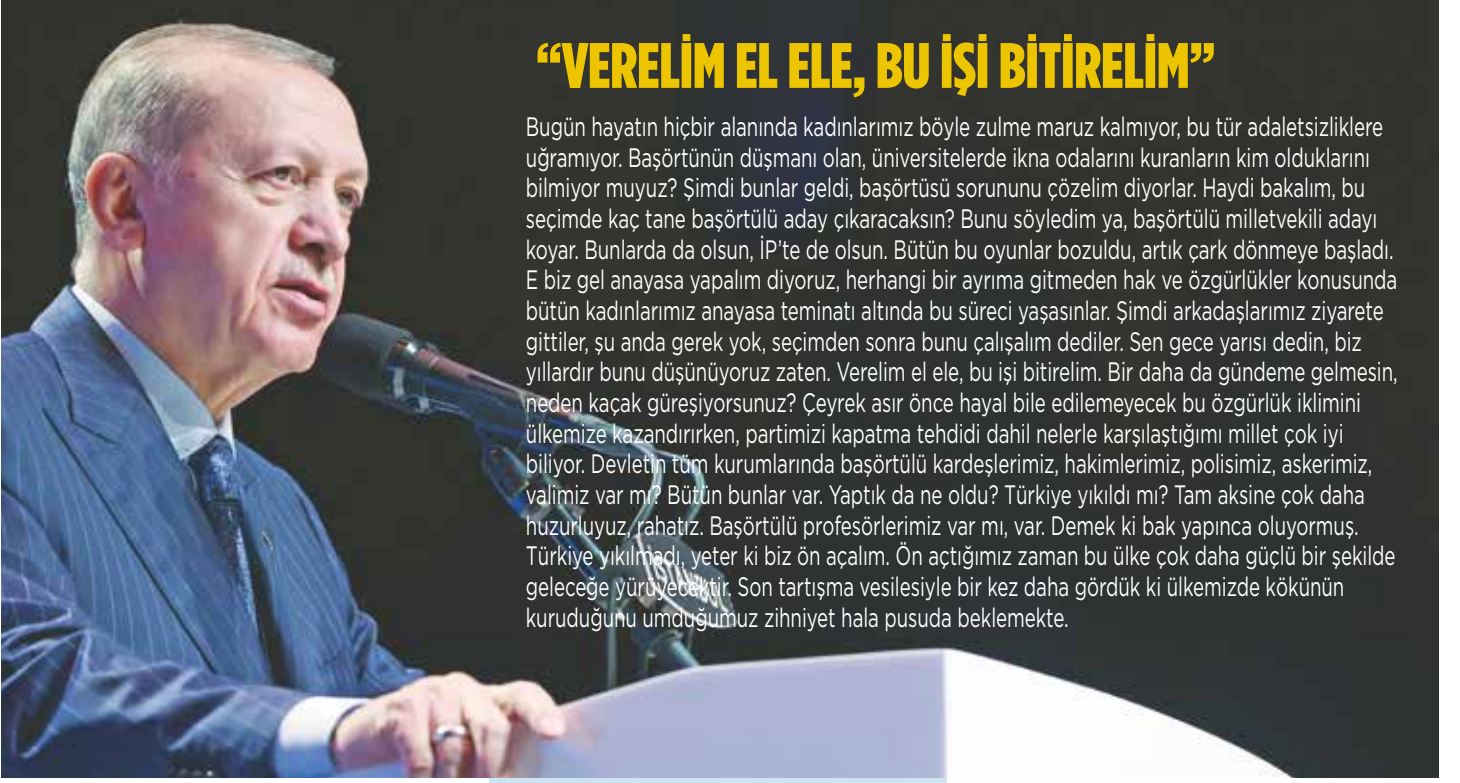 “VERELİM EL ELE, BU İŞİ BİTİRELİM”
Bugün hayatın hiçbir alanında kadınlarımız böyle zulme maruz kalmıyor, bu tür adaletsizliklere
uğramıyor. Başörtünün düşmanı olan, üniversitelerde ikna odalarını kuranların kim olduklarını
bilmiyor muyuz? Şimdi bunlar geldi, başörtüsü sorununu çözelim diyorlar. Haydi bakalım, bu
seçimde kaç tane başörtülü aday çıkaracaksın? Bunu söyledim ya, başörtülü milletvekili adayı
koyar. Bunlarda da olsun, İP’te de olsun. Bütün bu oyunlar bozuldu, artık çark dönmeye başladı.
E biz gel anayasa yapalım diyoruz, herhangi bir ayrıma gitmeden hak ve özgürlükler konusunda
bütün kadınlarımız anayasa teminatı altında bu süreci yaşasınlar. Şimdi arkadaşlarımız ziyarete
gittiler, şu anda gerek yok, seçimden sonra bunu çalışalım dediler. Sen gece yarısı dedin, biz
yıllardır bunu düşünüyoruz zaten. Verelim el ele, bu işi bitirelim. Bir daha da gündeme gelmesin,
neden kaçak güreşiyorsunuz? Çeyrek asır önce hayal bile edilemeyecek bu özgürlük iklimini
ülkemize kazandırırken, partimizi kapatma tehdidi dahil nelerle karşılaştığımı millet çok iyi
biliyor. Devletin tüm kurumlarında başörtülü kardeşlerimiz, hakimlerimiz, polisimiz, askerimiz,
valimiz var mı? Bütün bunlar var. Yaptık da ne oldu? Türkiye yıkıldı mı? Tam aksine çok daha
huzurluyuz, rahatız. Başörtülü profesörlerimiz var mı, var. Demek ki bak yapınca oluyormuş.
Türkiye yıkılmadı, yeter ki biz ön açalım. Ön açtığımız zaman bu ülke çok daha güçlü bir şekilde
geleceğe yürüyecektir. Son tartışma vesilesiyle bir kez daha gördük ki ülkemizde kökünün
kuruduğunu umduğumuz zihniyet hala pusuda beklemekte.